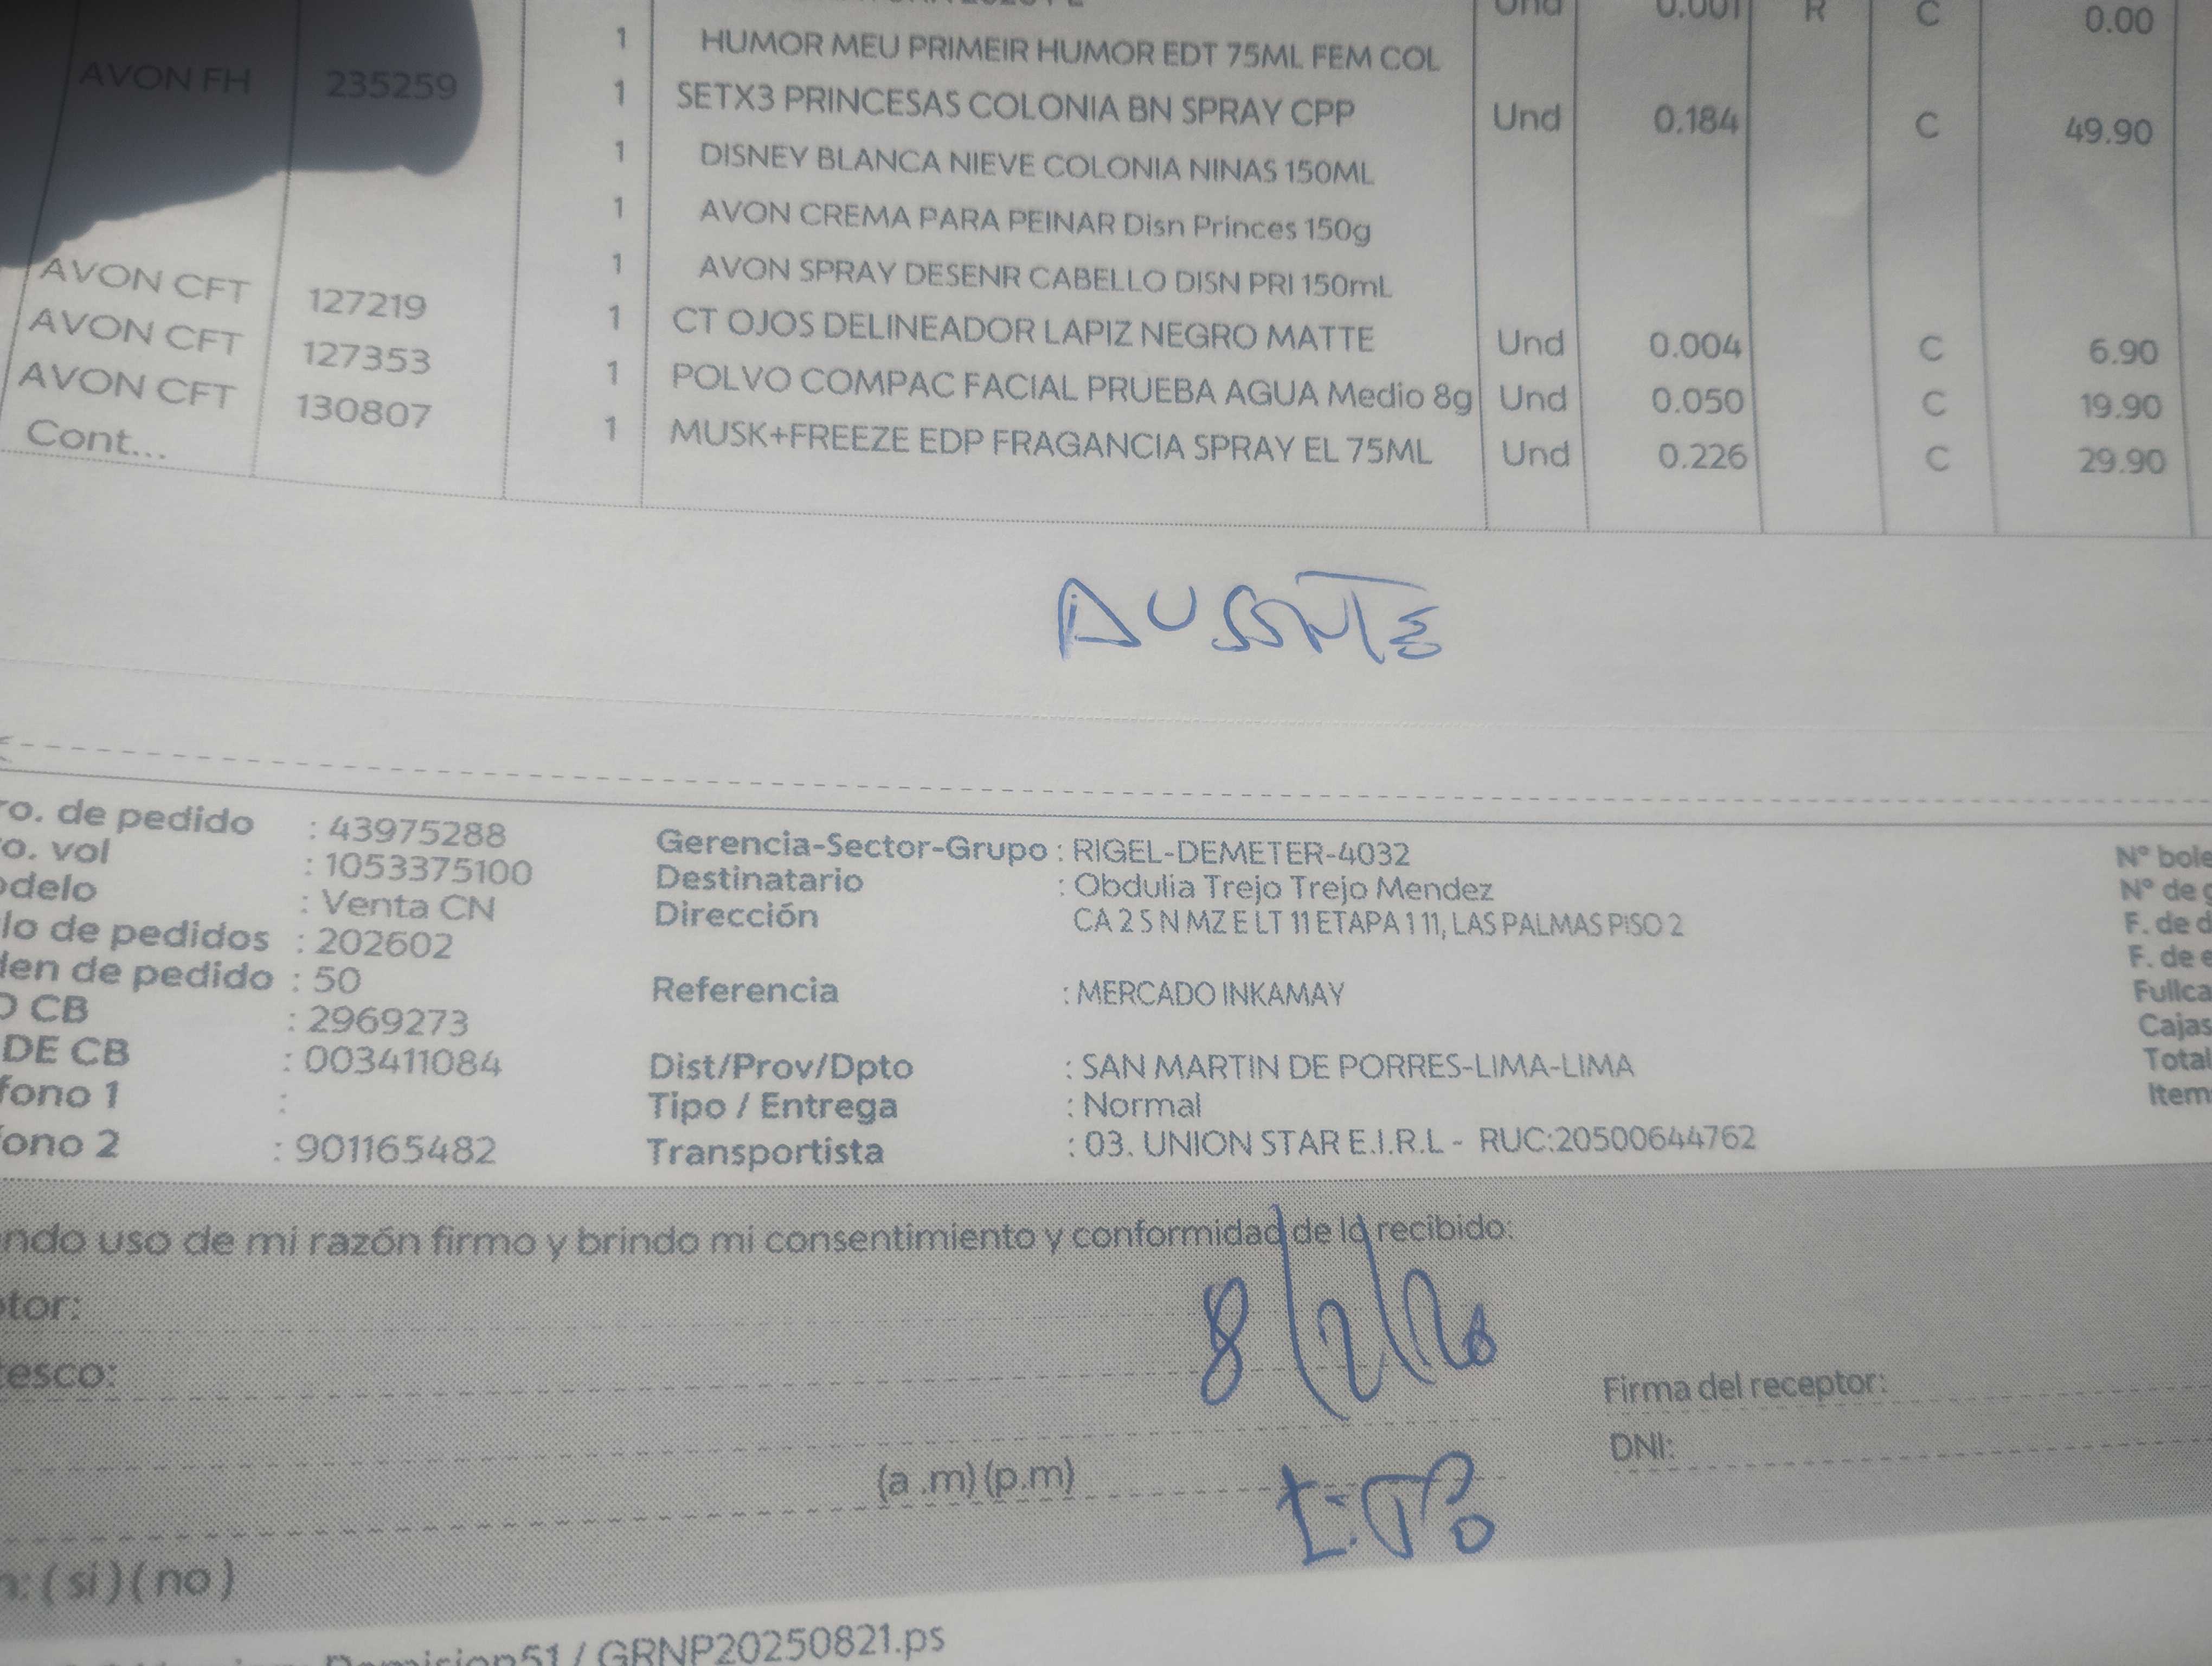 Und 0.001 R C 0.00
1 HUMOR MEU PRIMEIR HUMOR EDT 75ML FEM COL
AVON FH 235259 1 SETX3 PRINCESAS COLONIA BN SPRAY CPP Und 0.184 C 49.90
1 DISNEY BLANCA NIEVE COLONIA NINAS 150ML
1 AVON CREMA PARA PEINAR Disn Princes 150g
1 AVON SPRAY DESENR CABELLO DISN PRI 150mL
AVON CFT 127219 1 CT OJOS DELINEADOR LAPIZ NEGRO MATTE Und 0.004 C 6.90
AVON CFT 127353 1 POLVO COMPAC FACIAL PRUEBA AGUA Medio 8g Und 0.050 C 19.90
AVON CFT 130807 1 MUSK+FREEZE EDP FRAGANCIA SPRAY EL 75ML Und 0.226 C 29.90
Cont...
AUSENTE
ro. de pedido : 43975288 Gerencia-Sector-Grupo : RIGEL-DEMETER-4032 N° bole
ro. vol : 1053375100 Destinatario : Obdulia Trejo Trejo Mendez N° de g
odelo : Venta CN Dirección CA 2 S N MZ E LT 11 ETAPA 1 11, LAS PALMAS PISO 2 F. de d
lo de pedidos : 202602 F. de e
den de pedido : 50 Referencia : MERCADO INKAMAY Fullca
O CB : 2969273 Cajas
DE CB : 003411084 Dist/Prov/Dpto : SAN MARTIN DE PORRES-LIMA-LIMA Total
fono 1 : Tipo / Entrega : Normal Item
fono 2 : 901165482 Transportista : 03. UNION STAR E.I.R.L - RUC:20500644762
ndo uso de mi razón firmo y brindo mi consentimiento y conformidad de lo recibido:
tor:
8/2/26
tesco:
Firma del receptor:
DNI:
(a .m) (p.m)
n: ( si ) ( no )
51 / GRNP20250821.ps